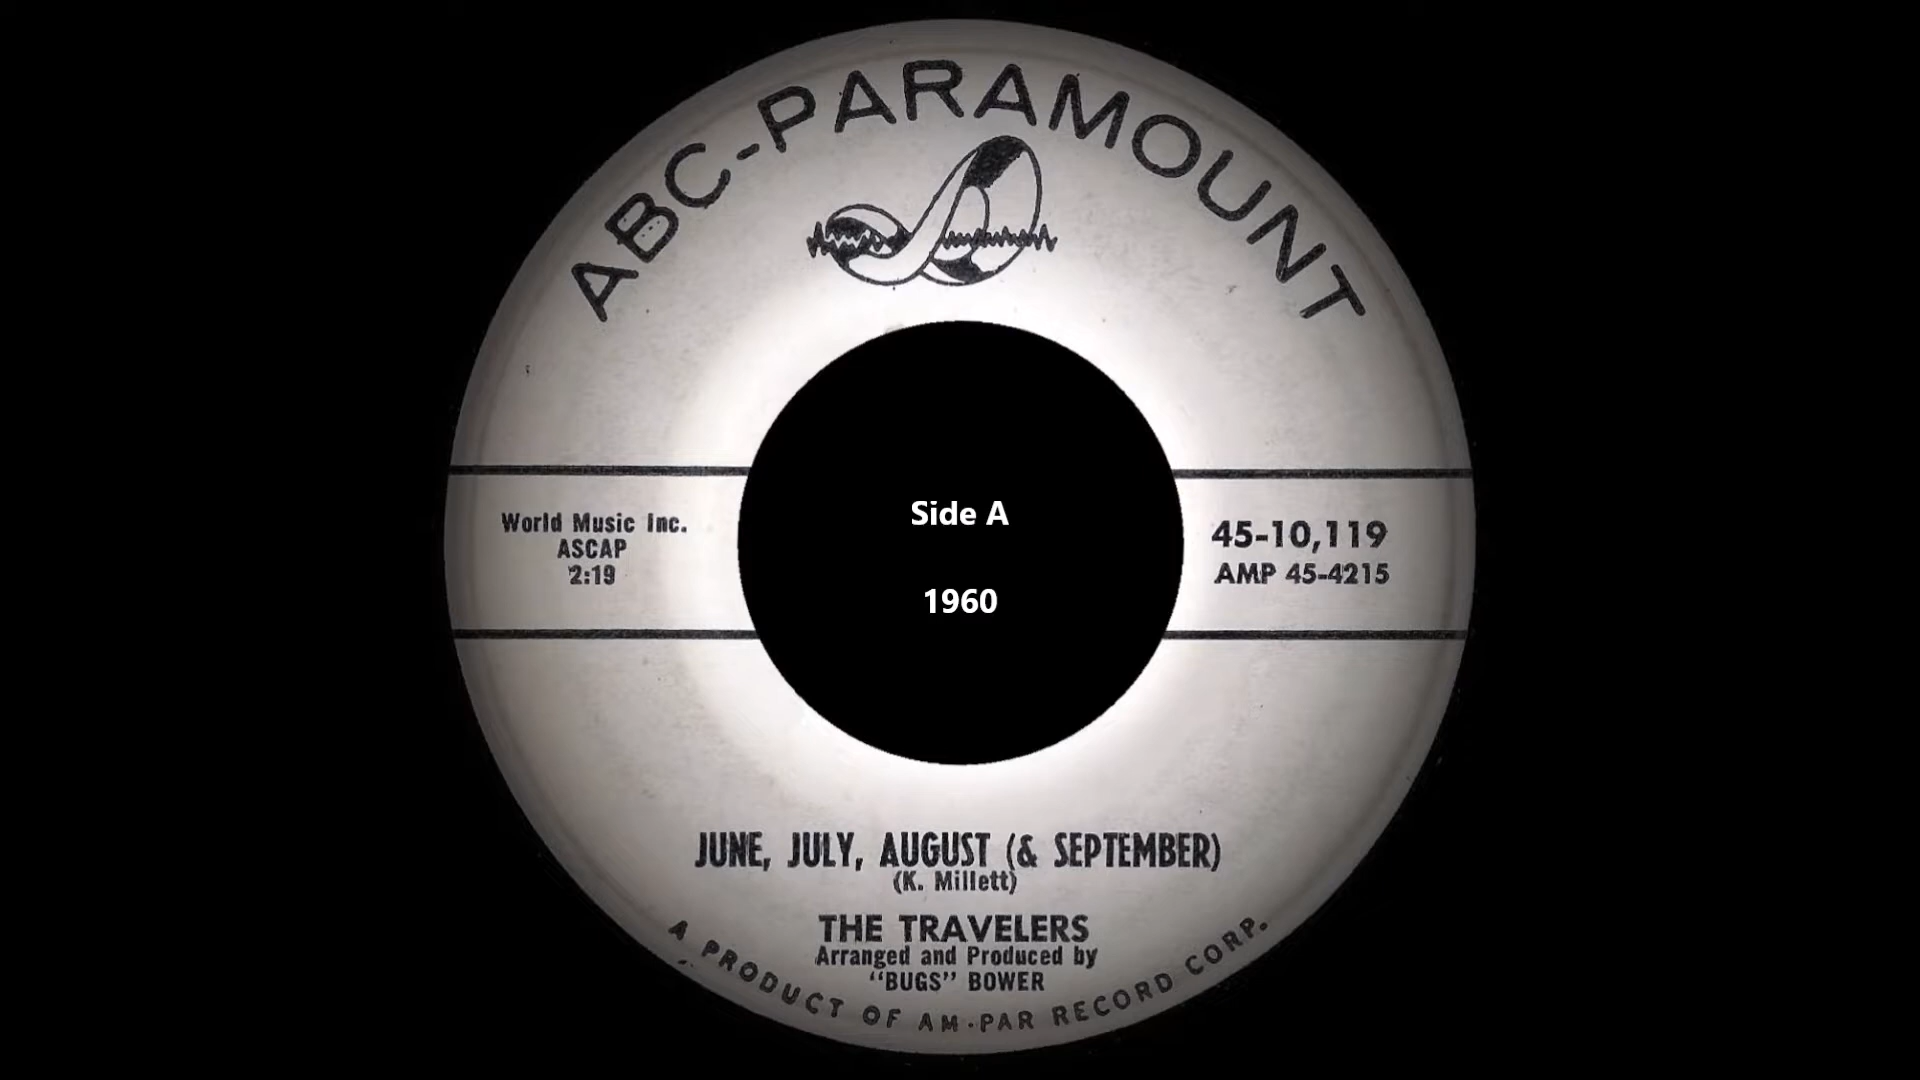 ABC-PARAMOUNT
World Music Inc.
ASCAP
2:19
Side A
1960
45-10,119
AMP 45-4215
JUNE, JULY, AUGUST (& SEPTEMBER)
(K. Millett)
THE TRAVELERS
Arranged and Produced by
“BUGS” BOWER
A PRODUCT OF AM-PAR RECORD CORP.